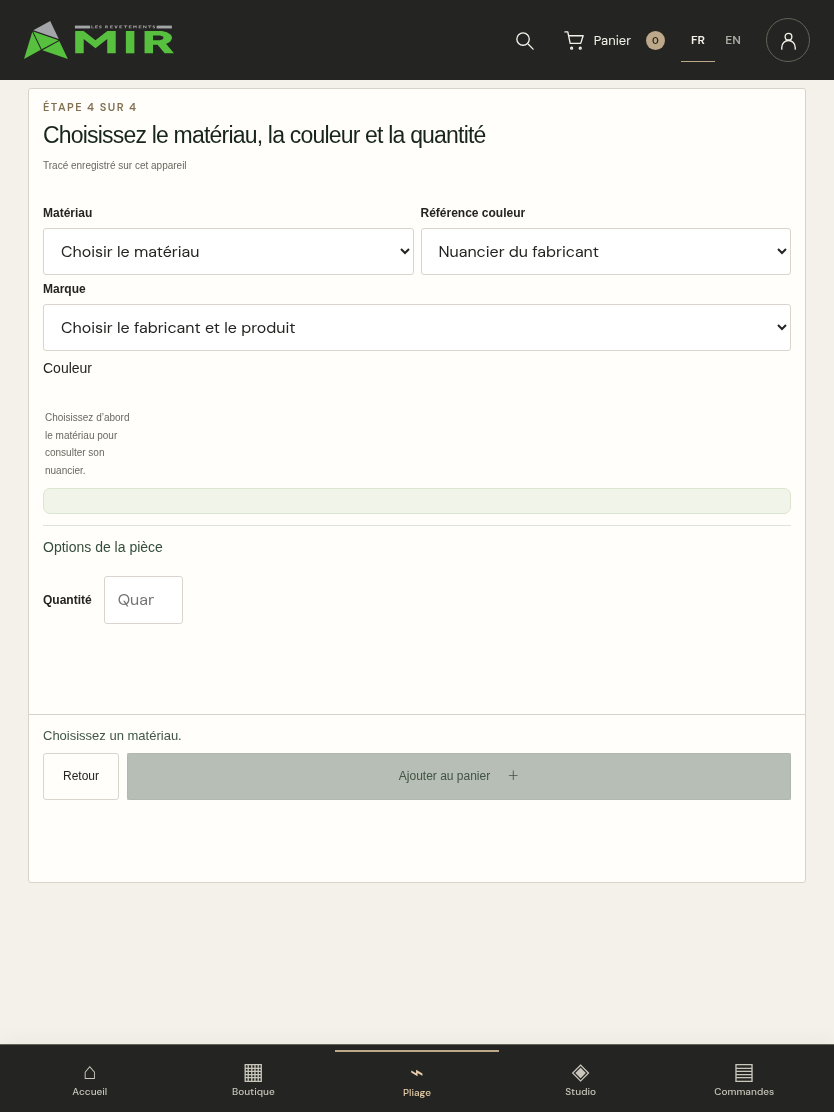 LES REVÊTEMENTS
MIR
Panier
0
FR
EN
ÉTAPE 4 SUR 4
Choisissez le matériau, la couleur et la quantité
Tracé enregistré sur cet appareil
Matériau
Référence couleur
Choisir le matériau
Nuancier du fabricant
Marque
Choisir le fabricant et le produit
Couleur
Choisissez d'abord
le matériau pour
consulter son
nuancier.
Options de la pièce
Quantité
Quar
Choisissez un matériau.
Retour
Ajouter au panier +
Accueil
Boutique
Pliage
Studio
Commandes